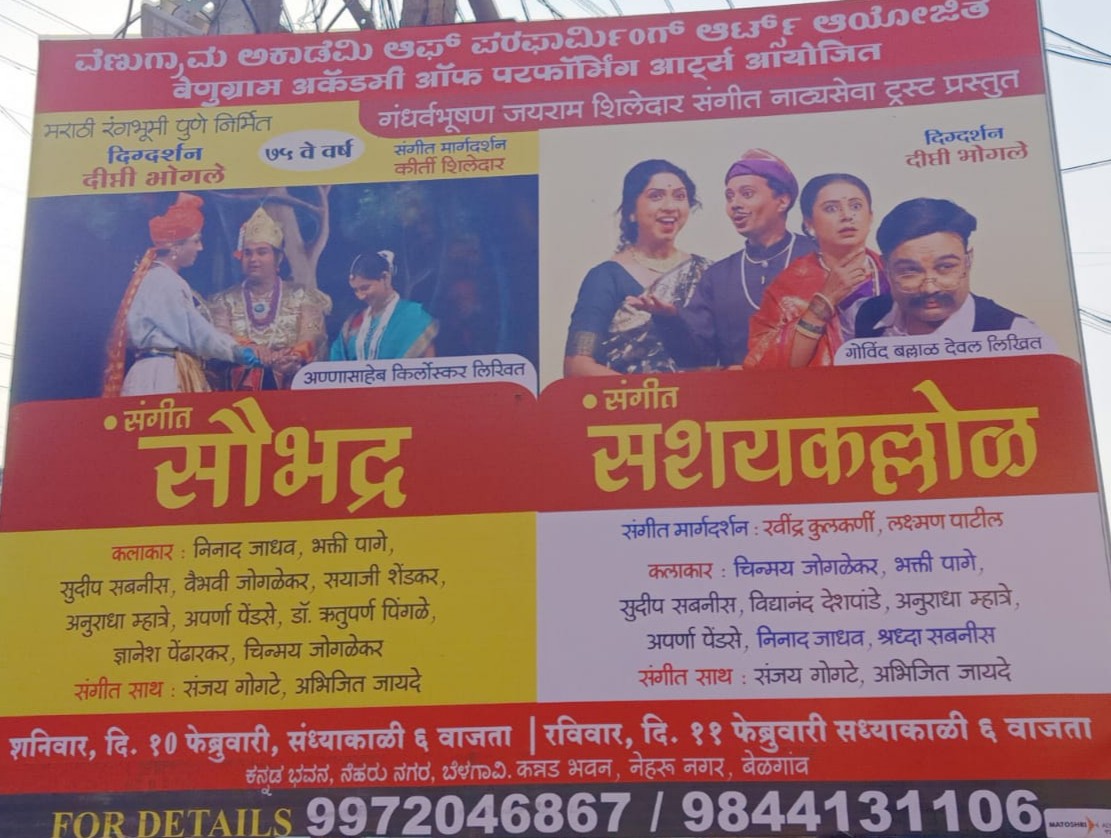 ವೆಣುಗ್ರಾಮ ಅಕಾಡೆಮಿ ಆಫ್ ಪರಫಾರ್ಮಿಂಗ್ ಆರ್ಟ್ಸ್ ಆಯೋಜಿತ
वेणुग्राम अकॅडमी ऑफ परफॉर्मिंग आर्ट्स आयोजित
गंधर्वभूषण जयराम शिलेदार संगीत नाट्यसेवा ट्रस्ट प्रस्तुत
मराठी रंगभूमी पुणे निर्मित
दिग्दर्शन
दीप्ती भोगले
७५ वे वर्ष
संगीत मार्गदर्शन
कीर्ती शिलेदार
अण्णासाहेब किर्लोस्कर लिखित
• संगीत
सौभद्र
कलाकार : निनाद जाधव, भक्ती पागे,
सुदीप सबनीस, वैभवी जोगळेकर, सयाजी शेंडकर,
अनुराधा म्हात्रे, अपर्णा पेंडसे, डॉ. ऋतुपर्ण पिंगळे,
ज्ञानेश पेंढारकर, चिन्मय जोगळेकर
संगीत साथ : संजय गोगटे, अभिजित जायदे
दिग्दर्शन
दीप्ती भोगले
गोविंद बल्लाळ देवल लिखित
• संगीत
सशयकल्लोळ
संगीत मार्गदर्शन : रवींद्र कुलकर्णी, लक्ष्मण पाटील
कलाकार : चिन्मय जोगळेकर, भक्ती पागे,
सुदीप सबनीस, विद्यानंद देशपांडे, अनुराधा म्हात्रे,
अपर्णा पेंडसे, निनाद जाधव, श्रध्दा सबनीस
संगीत साथ : संजय गोगटे, अभिजित जायदे
शनिवार, दि. १० फेब्रुवारी, संध्याकाळी ६ वाजता | रविवार, दि. ११ फेब्रुवारी सध्याकाळी ६ वाजता
ಕನ್ನಡ ಭವನ, ನೆಹರು ನಗರ, ಬೆಳಗಾವಿ. कन्नड भवन, नेहरू नगर, बेळगांव
FOR DETAILS 9972046867 / 9844131106
MATOSHRI